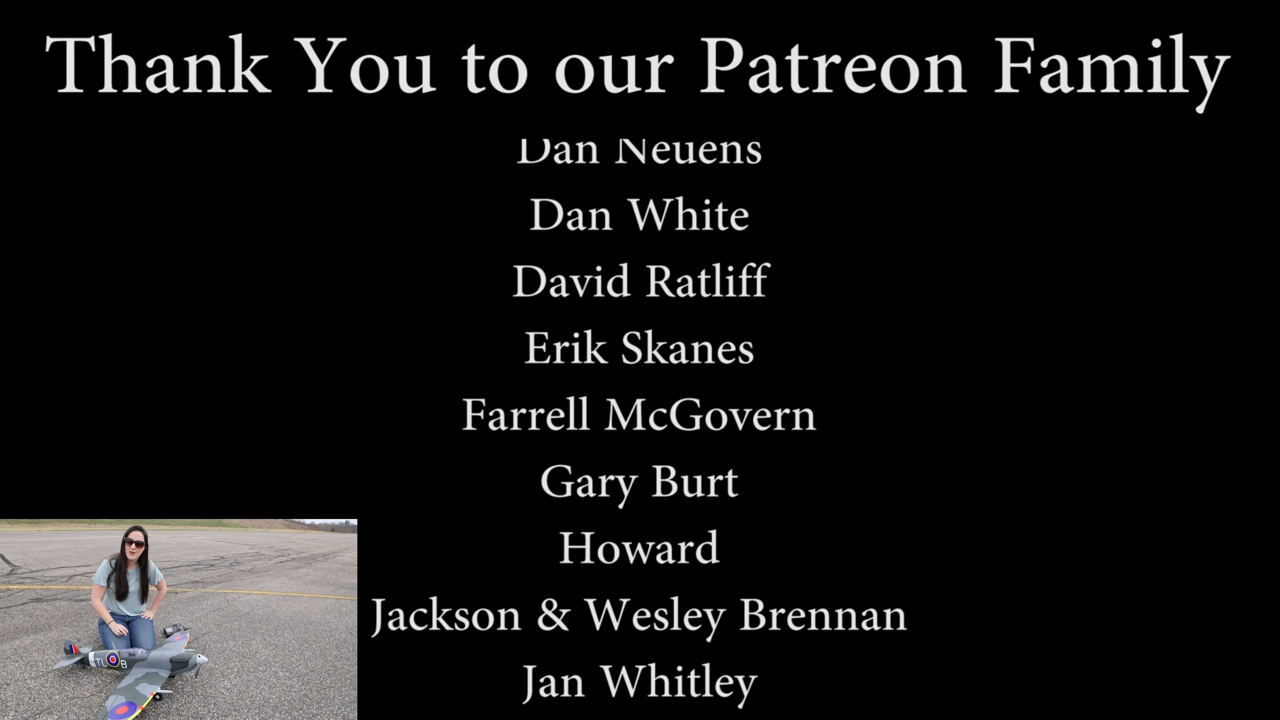 Thank You to our Patreon Family
Dan Neuens
Dan White
David Ratliff
Erik Skanes
Farrell McGovern
Gary Burt
Howard
Jackson & Wesley Brennan
Jan Whitley
TL B